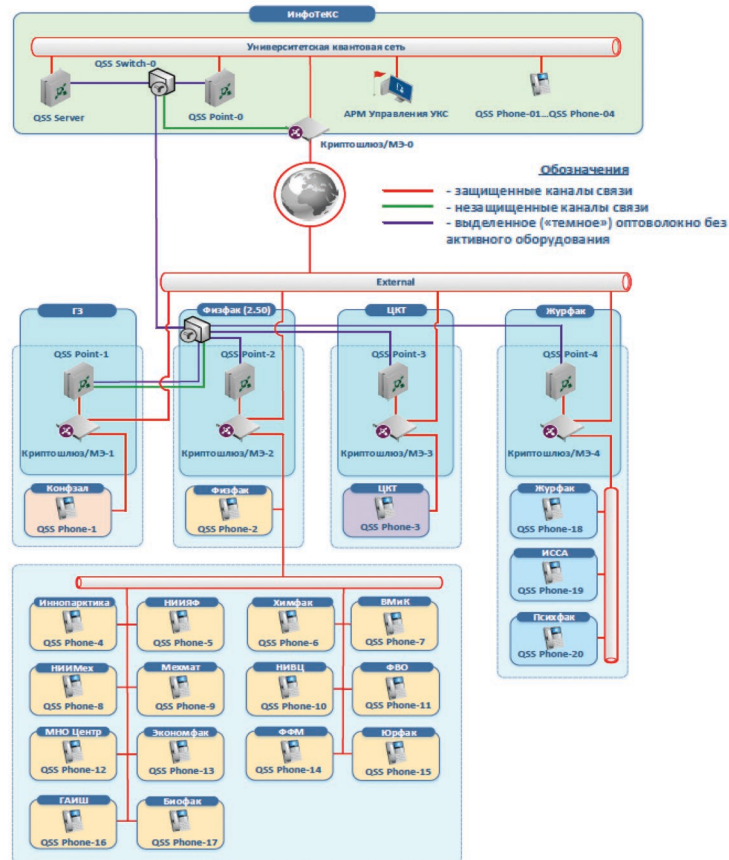 ИнфоТеКС
Университетская квантовая сеть
QSS Switch-0
QSS Server
QSS Point-0
АРМ Управления УКС
QSS Phone-01...QSS Phone-04
Криптошлюз/МЭ-0
Обозначения
- защищенные каналы связи
- незащищенные каналы связи
- выделенное («темное») оптоволокно без
активного оборудования
External
ГЗ
Физфак (2.50)
ЦКТ
Журфак
QSS Point-1
QSS Point-2
QSS Point-3
QSS Point-4
Криптошлюз/МЭ-1
Криптошлюз/МЭ-2
Криптошлюз/МЭ-3
Криптошлюз/МЭ-4
Конфзал
QSS Phone-1
Физфак
QSS Phone-2
ЦКТ
QSS Phone-3
Журфак
QSS Phone-18
ИССА
QSS Phone-19
Психфак
QSS Phone-20
Иннопарктика
НИИЯФ
Химфак
ВМиК
QSS Phone-4
QSS Phone-5
QSS Phone-6
QSS Phone-7
НИИМех
Мехмат
НИВЦ
ФВО
QSS Phone-8
QSS Phone-9
QSS Phone-10
QSS Phone-11
МНО Центр
Экономфак
ФФМ
Юрфак
QSS Phone-12
QSS Phone-13
QSS Phone-14
QSS Phone-15
ГАИШ
Биофак
QSS Phone-16
QSS Phone-17